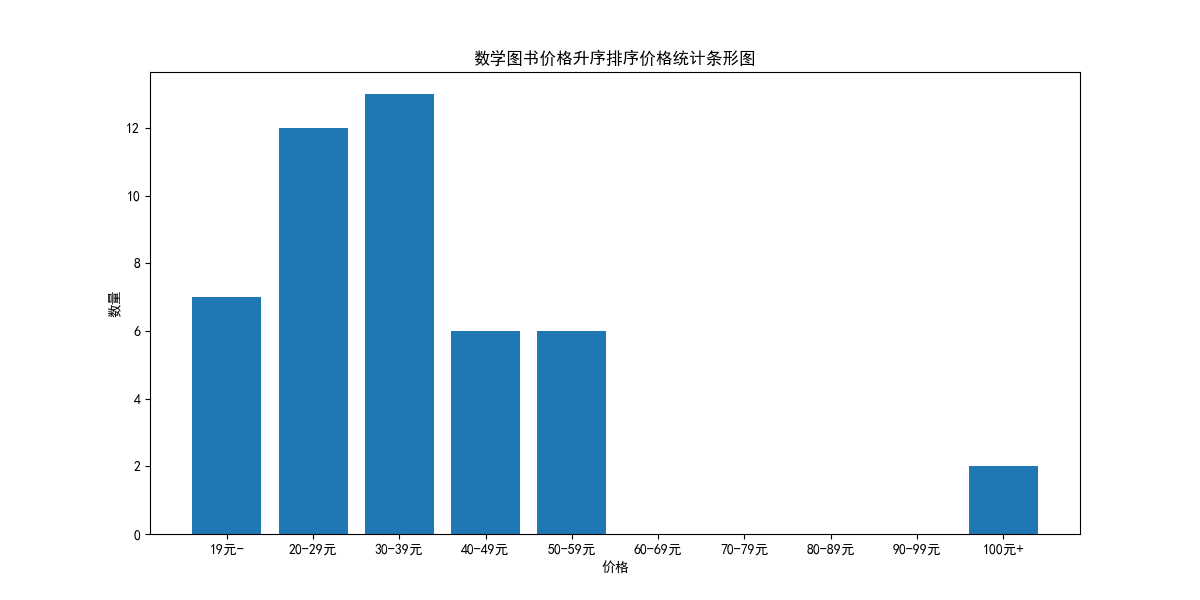 数学图书价格升序排序价格统计条形图
数量
12
10
8
6
4
2
0
19元-
20-29元
30-39元
40-49元
50-59元
60-69元
70-79元
80-89元
90-99元
100元+
价格